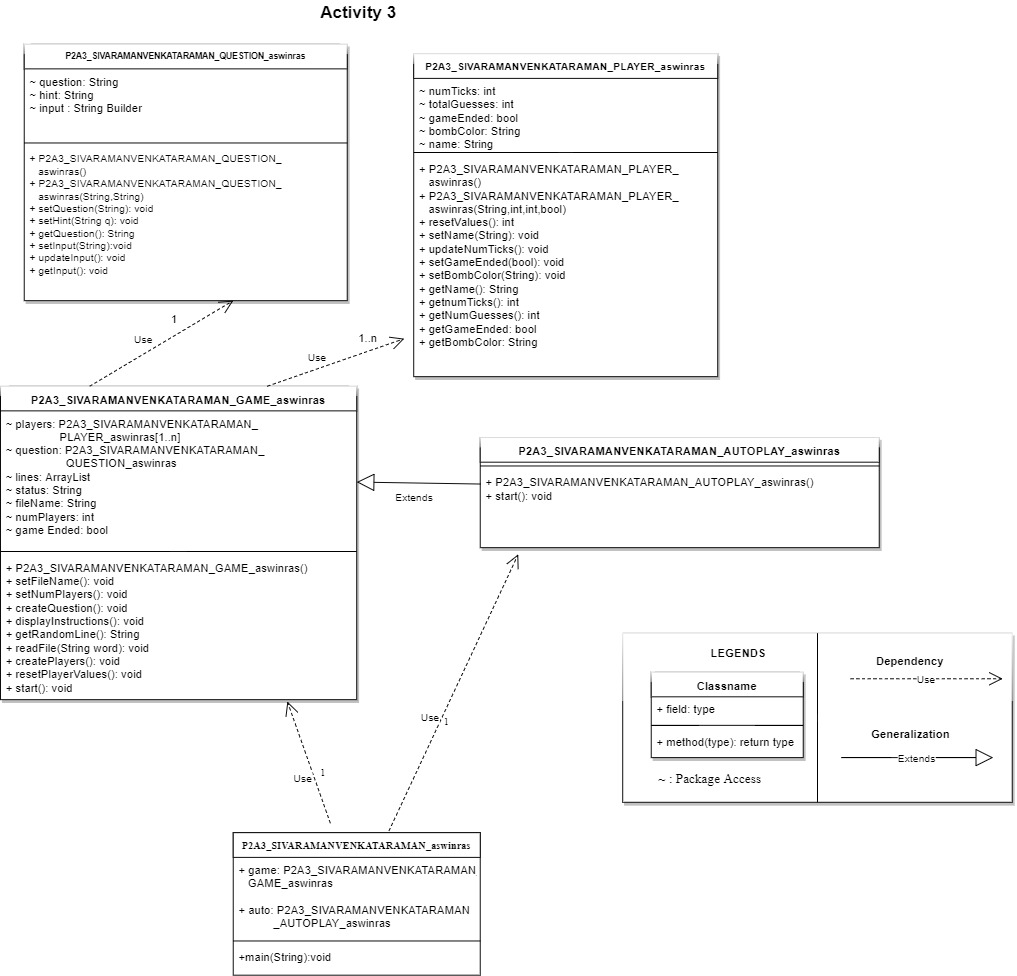 Activity 3
P2A3_SIVARAMANVENKATARAMAN_QUESTION_aswinras
~ question: String
~ hint: String
~ input : String Builder
+ P2A3_SIVARAMANVENKATARAMAN_QUESTION_
aswinras()
+ P2A3_SIVARAMANVENKATARAMAN_QUESTION_
aswinras(String,String)
+ setQuestion(String): void
+ setHint(String q): void
+ getQuestion(): String
+ setInput(String):void
+ updateInput(): void
+ getInput(): void
P2A3_SIVARAMANVENKATARAMAN_PLAYER_aswinras
~ numTicks: int
~ totalGuesses: int
~ gameEnded: bool
~ bombColor: String
~ name: String
+ P2A3_SIVARAMANVENKATARAMAN_PLAYER_
aswinras()
+ P2A3_SIVARAMANVENKATARAMAN_PLAYER_
aswinras(String,int,int,bool)
+ resetValues(): int
+ setName(String): void
+ updateNumTicks(): void
+ setGameEnded(bool): void
+ setBombColor(String): void
+ getName(): String
+ getnumTicks(): int
+ getNumGuesses(): int
+ getGameEnded: bool
+ getBombColor: String
1
Use
1..n
Use
P2A3_SIVARAMANVENKATARAMAN_GAME_aswinras
~ players: P2A3_SIVARAMANVENKATARAMAN_
PLAYER_aswinras[1..n]
~ question: P2A3_SIVARAMANVENKATARAMAN_
QUESTION_aswinras
~ lines: ArrayList
~ status: String
~ fileName: String
~ numPlayers: int
~ game Ended: bool
+ P2A3_SIVARAMANVENKATARAMAN_GAME_aswinras()
+ setFileName(): void
+ setNumPlayers(): void
+ createQuestion(): void
+ displayInstructions(): void
+ getRandomLine(): String
+ readFile(String word): void
+ createPlayers(): void
+ resetPlayerValues(): void
+ start(): void
Extends
P2A3_SIVARAMANVENKATARAMAN_AUTOPLAY_aswinras
+ P2A3_SIVARAMANVENKATARAMAN_AUTOPLAY_aswinras()
+ start(): void
Use 1
Use 1
P2A3_SIVARAMANVENKATARAMAN_aswinras
+ game: P2A3_SIVARAMANVENKATARAMAN
GAME_aswinras
+ auto: P2A3_SIVARAMANVENKATARAMAN
_AUTOPLAY_aswinras
+main(String):void
LEGENDS
Classname
+ field: type
+ method(type): return type
~ : Package Access
Dependency
Use
Generalization
Extends